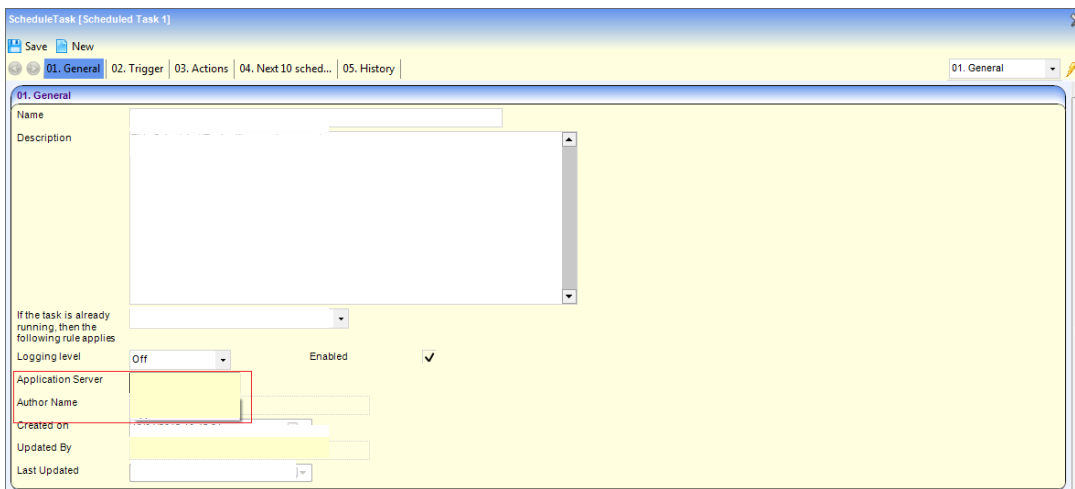 ScheduleTask [Scheduled Task 1]
Save New
01. General 02. Trigger 03. Actions 04. Next 10 sched... 05. History 01. General
01. General
Name
Description
If the task is already
running, then the
following rule applies
Logging level Off Enabled
Application Server
Author Name
Created on
Updated By
Last Updated